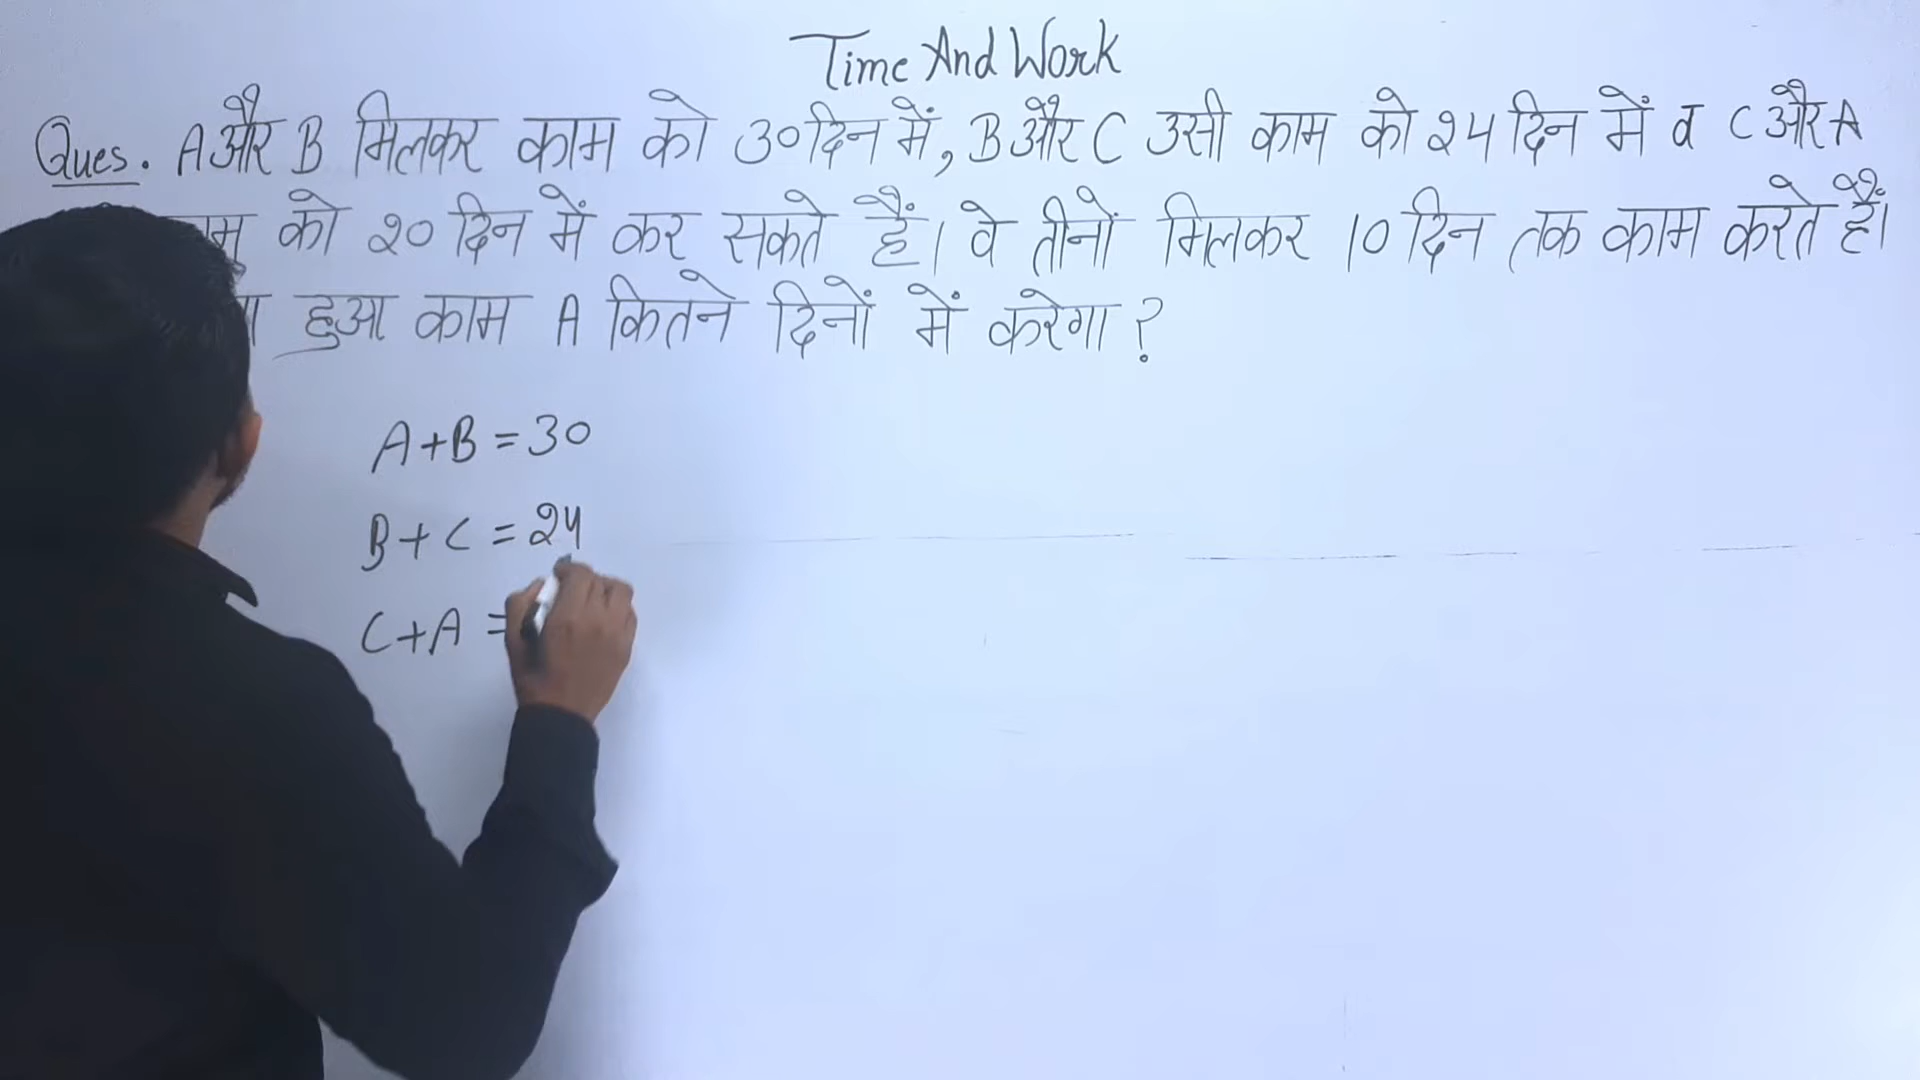 Time And Work
Ques. A और B मिलकर काम को 30 दिन में, B और C उसी काम को 24 दिन में व C और A
को 20 दिन में कर सकते हैं। वे तीनों मिलकर 10 दिन तक काम करते हैं।
हुआ काम A कितने दिनों में करेगा ?
A+B = 30
B+C = 24
C+A =